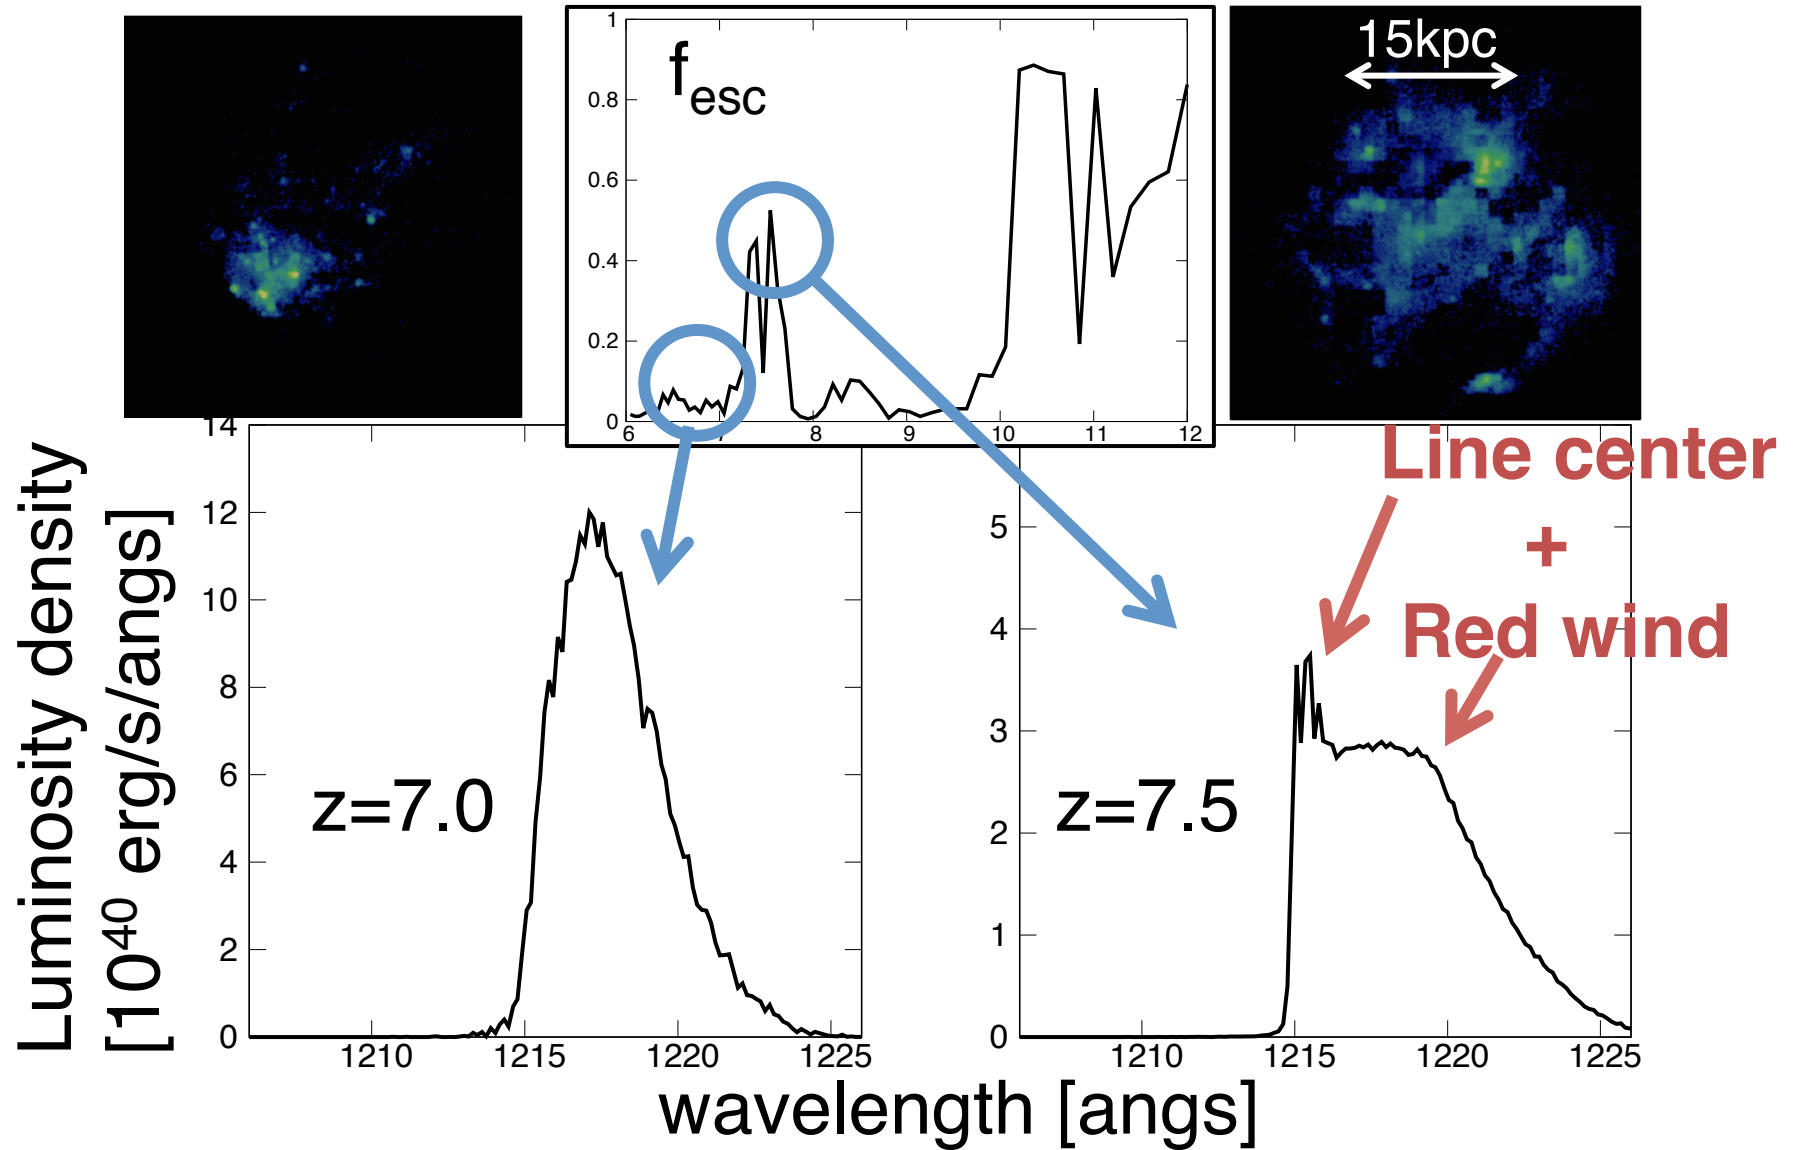 15kpc
f_esc
1
0.8
0.6
0.4
0.2
0
6 7 8 9 10 11 12
Luminosity density
[10^40 erg/s/angs]
14
12
10
8
6
4
2
0
z=7.0
1210 1215 1220 1225
Line center
+
Red wind
5
4
3
2
1
0
z=7.5
1210 1215 1220 1225
wavelength [angs]